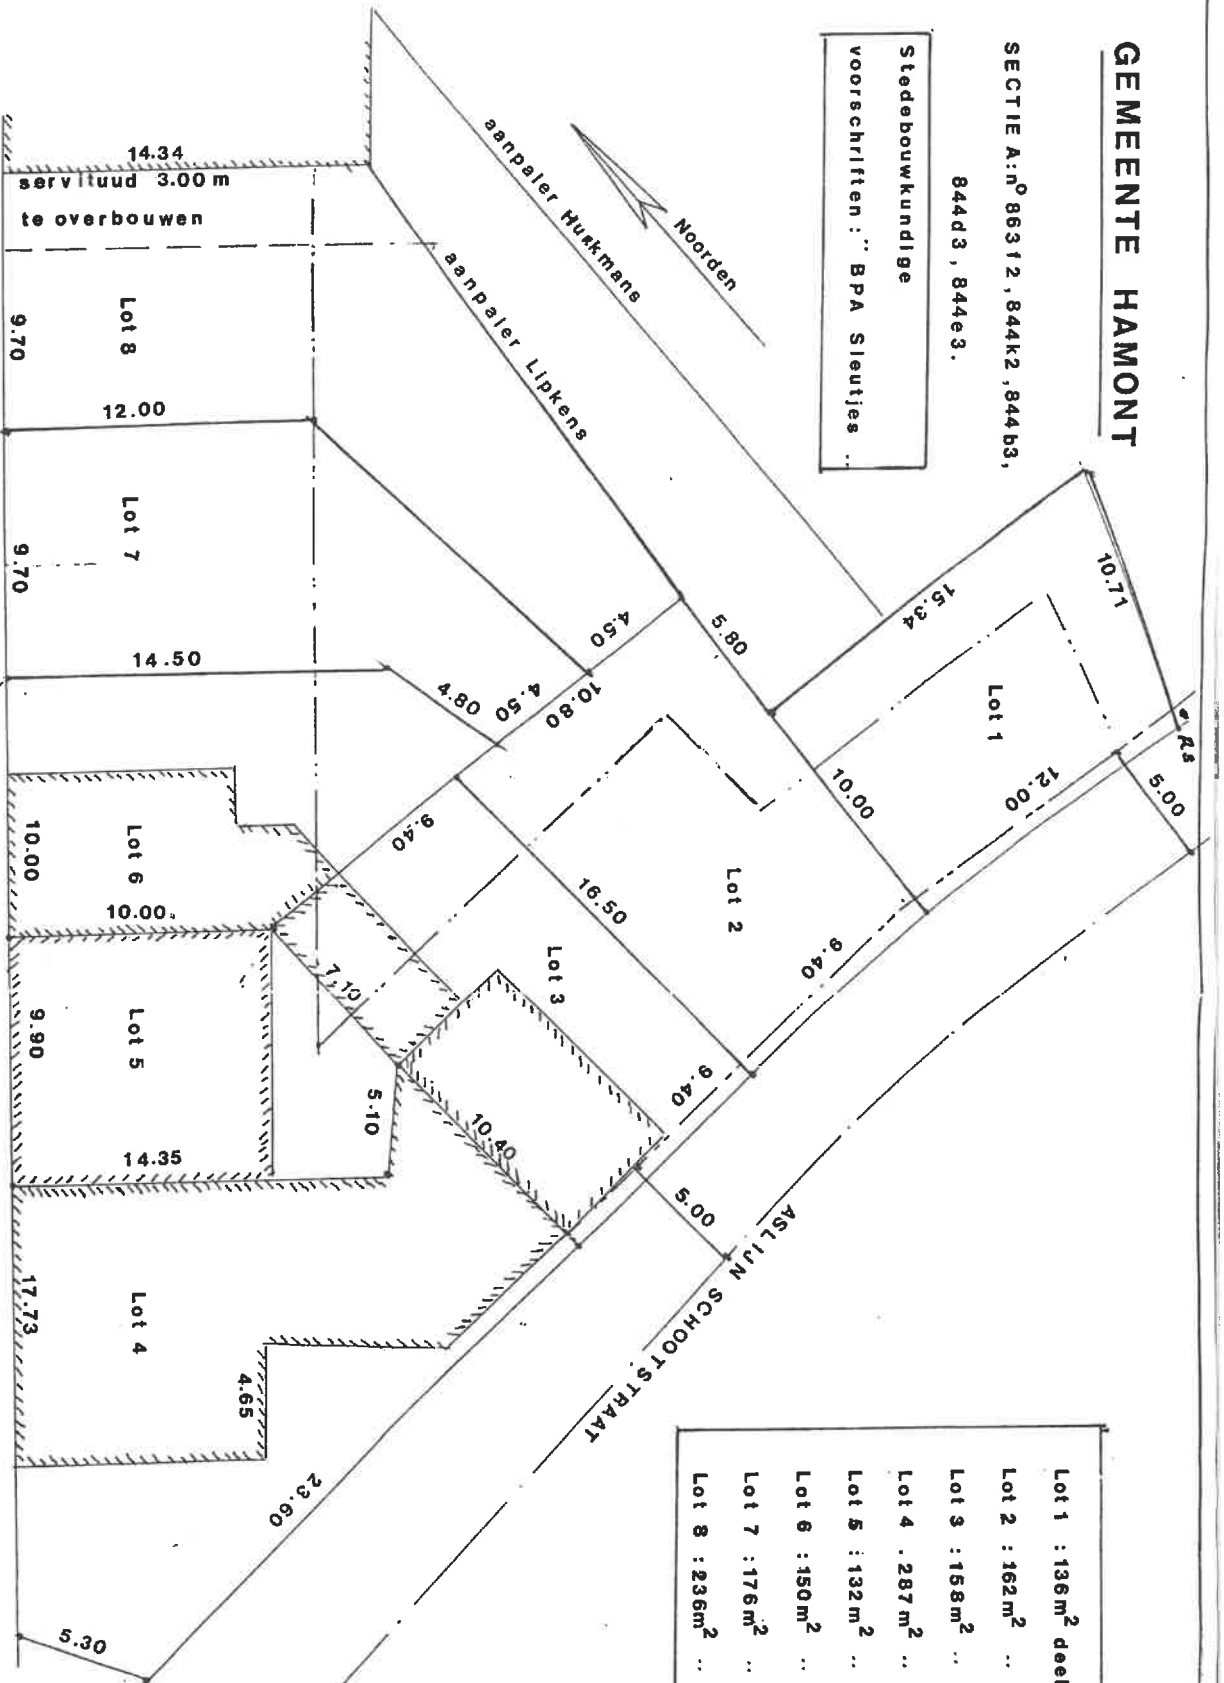 GEMEENTE HAMONT
SECTIE A:nº 863f2, 844k2, 844b3,
844d3, 844e3.
Stedebouwkundige
voorschriften: " BPA Sleutjes "
Noorden
aanpaler Huskmans
aanpaler Lipkens
servituud 3.00 m
te overbouwen
14.34
Lot 8
9.70
12.00
Lot 7
9.70
14.50
4.80
4.50
4.50
10.80
5.80
15.34
10.71
Lot 1
12.00
10.00
5.00
Lot 2
9.40
16.50
9.40
Lot 3
9.40
5.00
10.40
7.10
5.10
Lot 6
10.00
10.00
Lot 5
9.90
14.35
Lot 4
17.73
4.65
23.60
5.30
ASLIJN SCHOOTSTRAAT
Lot 1 : 136m² deel
Lot 2 : 162m² ..
Lot 3 : 158m² ..
Lot 4 . 287m² ..
Lot 5 : 132m² ..
Lot 6 : 150m² ..
Lot 7 : 176m² ..
Lot 8 : 236m² ..